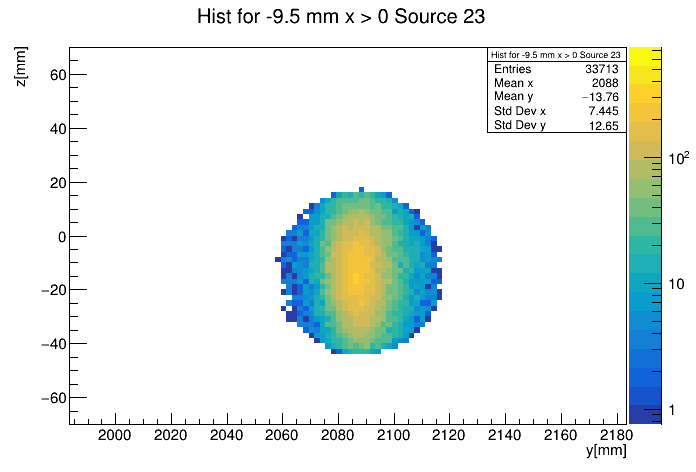 Hist for -9.5 mm x > 0 Source 23
z[mm]
Hist for -9.5 mm x > 0 Source 23
Entries 33713
Mean x 2088
Mean y −13.76
Std Dev x 7.445
Std Dev y 12.65
60
40
20
0
−20
−40
−60
10²
10
1
2000 2020 2040 2060 2080 2100 2120 2140 2160 2180
y[mm]